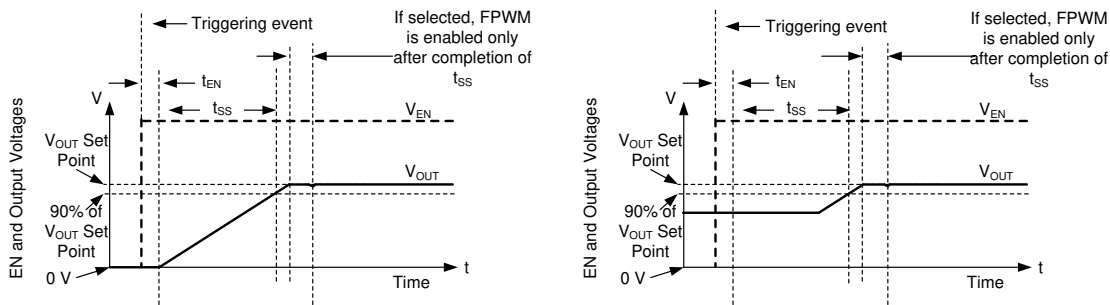 Triggering event
If selected, FPWM
is enabled only
after completion of
tSS
tEN
V
tSS
VEN
VOUT Set
Point
VOUT
90% of
VOUT Set
Point
0 V
t
Time
EN and Output Voltages
Triggering event
If selected, FPWM
is enabled only
after completion of
tSS
tEN
V
tSS
VEN
VOUT Set
Point
VOUT
90% of
VOUT Set
Point
0 V
t
Time
EN and Output Voltages